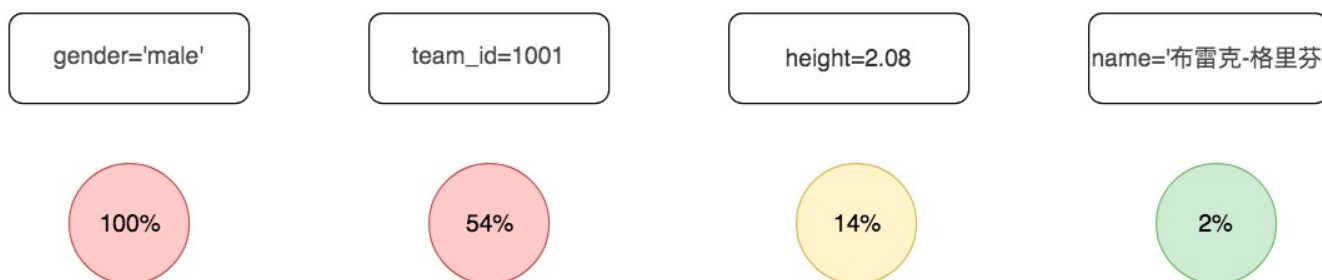 gender='male'
team_id=1001
height=2.08
name='布雷克-格里芬
100%
54%
14%
2%